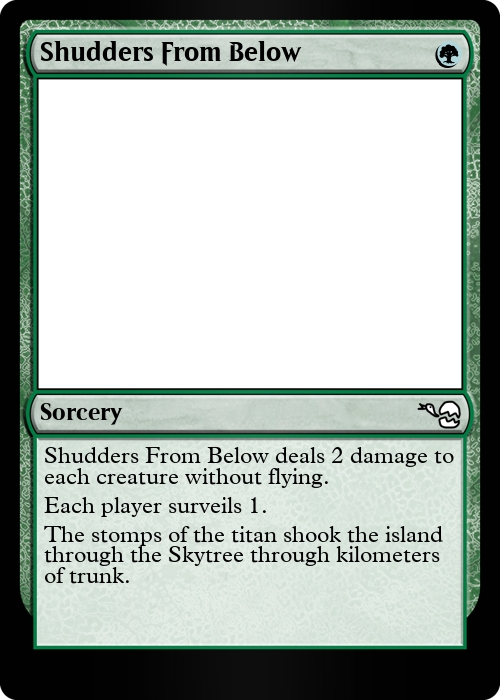 Shudders From Below
Sorcery
Shudders From Below deals 2 damage to
each creature without flying.
Each player surveils 1.
The stomps of the titan shook the island
through the Skytree through kilometers
of trunk.